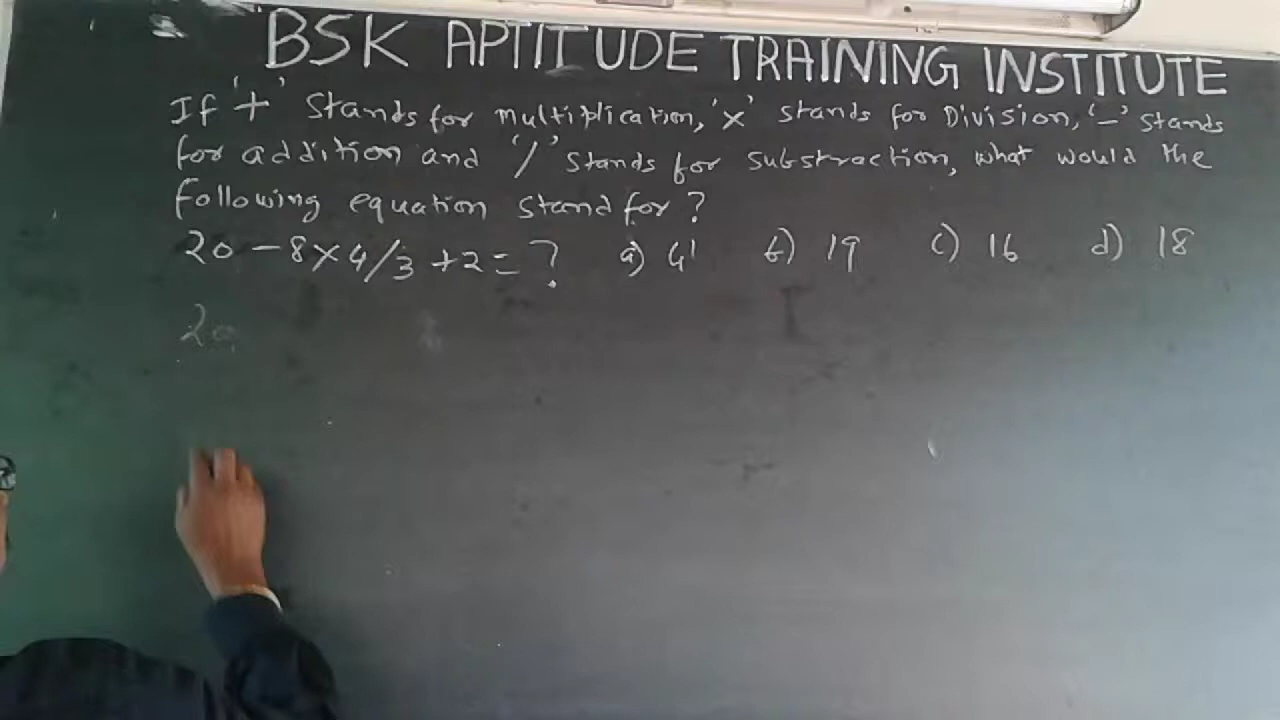 BSK APTITUDE TRAINING INSTITUTE
If '+' stands for multiplication, 'x' stands for Division, '-' stands
for addition and '/' stands for substraction, what would the
following equation stand for?
20 - 8 x 4 / 3 + 2 = ? a) 41 b) 19 c) 16 d) 18
20